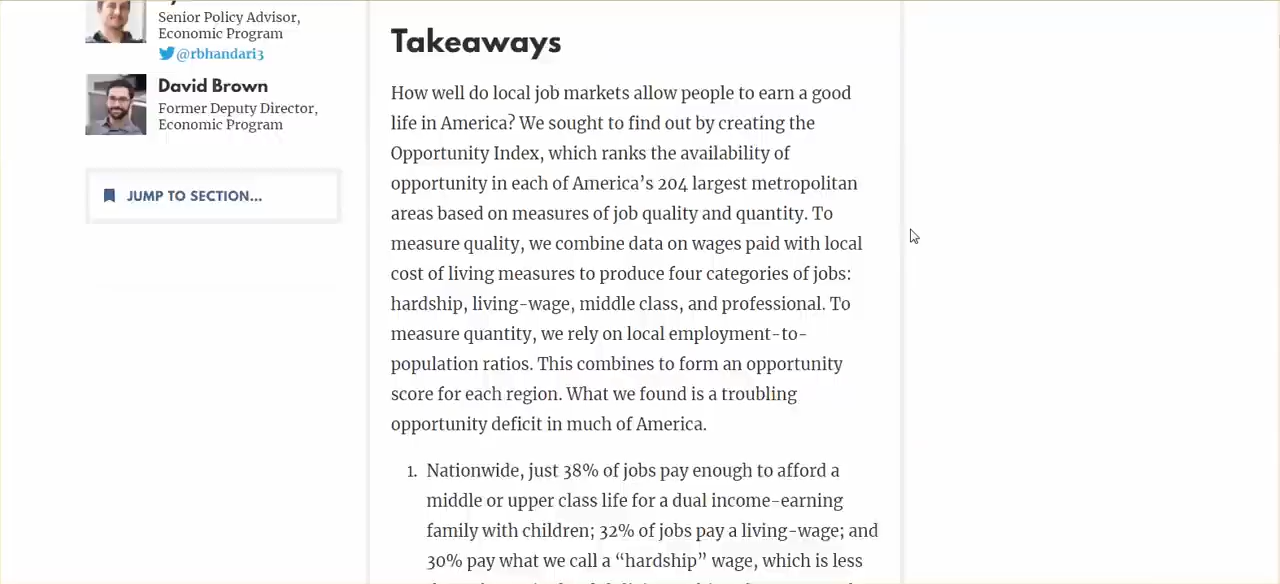 Senior Policy Advisor,
Economic Program
@rbhandari3
David Brown
Former Deputy Director,
Economic Program
JUMP TO SECTION...
Takeaways
How well do local job markets allow people to earn a good
life in America? We sought to find out by creating the
Opportunity Index, which ranks the availability of
opportunity in each of America’s 204 largest metropolitan
areas based on measures of job quality and quantity. To
measure quality, we combine data on wages paid with local
cost of living measures to produce four categories of jobs:
hardship, living-wage, middle class, and professional. To
measure quantity, we rely on local employment-to-
population ratios. This combines to form an opportunity
score for each region. What we found is a troubling
opportunity deficit in much of America.
1. Nationwide, just 38% of jobs pay enough to afford a
middle or upper class life for a dual income-earning
family with children; 32% of jobs pay a living-wage; and
30% pay what we call a “hardship” wage, which is less